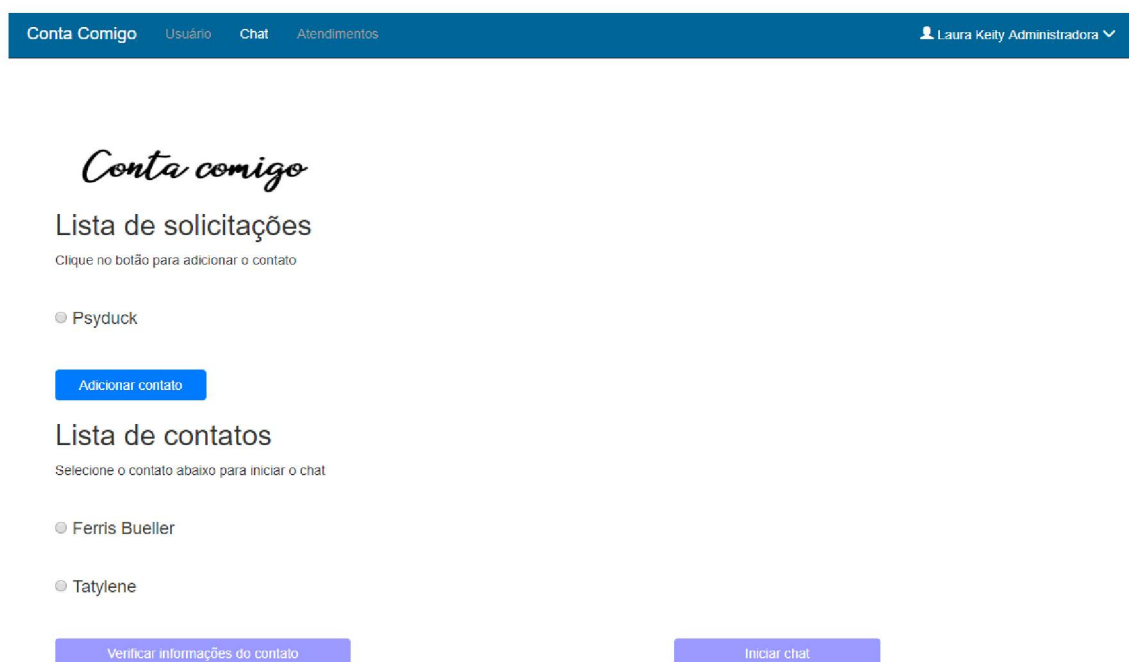 Conta Comigo Usuário Chat Atendimentos Laura Keity Administradora
Conta comigo
Lista de solicitações
Clique no botão para adicionar o contato
Psyduck
Adicionar contato
Lista de contatos
Selecione o contato abaixo para iniciar o chat
Ferris Bueller
Tatylene
Verificar informações do contato Iniciar chat